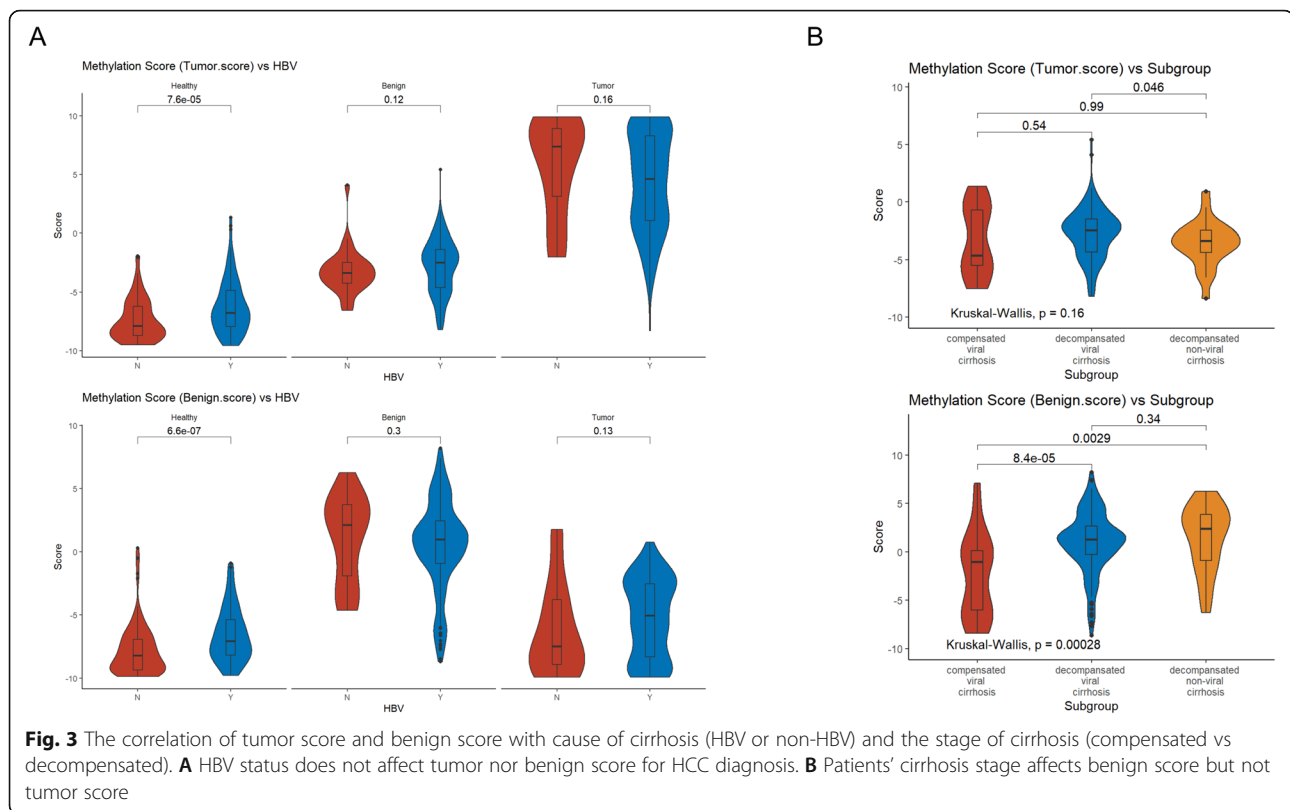 A
Methylation Score (Tumor.score) vs HBV
Healthy
Benign
Tumor
7.6e-05
0.12
0.16
10
5
0
-5
-10
Score
N
Y
N
Y
N
Y
HBV
Methylation Score (Benign.score) vs HBV
Healthy
Benign
Tumor
6.6e-07
0.3
0.13
10
5
0
-5
-10
Score
N
Y
N
Y
N
Y
HBV
B
Methylation Score (Tumor.score) vs Subgroup
10
5
-0
-5
-10
Score
0.046
0.99
0.54
Kruskal-Wallis, p = 0.16
compensated
viral
cirrhosis
decompansated
viral
cirrhosis
decompansated
non-viral
cirrhosis
Subgroup
Methylation Score (Benign.score) vs Subgroup
10
5
0
-5
-10
Score
0.34
0.0029
8.4e-05
Kruskal-Wallis, p = 0.00028
compensated
viral
cirrhosis
decompansated
viral
cirrhosis
decompansated
non-viral
cirrhosis
Subgroup
Fig. 3 The correlation of tumor score and benign score with cause of cirrhosis (HBV or non-HBV) and the stage of cirrhosis (compensated vs
decompensated). A HBV status does not affect tumor nor benign score for HCC diagnosis. B Patients' cirrhosis stage affects benign score but not
tumor score